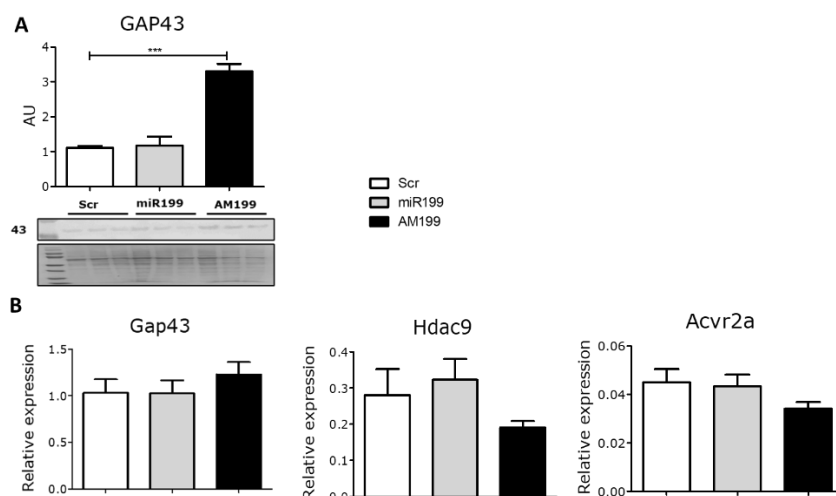 A
GAP43
4
3
2
1
0
AU
***
Scr miR199 AM199
43
Scr
miR199
AM199
B
Gap43
1.5
1.0
0.5
0.0
Relative expression
Hdac9
0.4
0.3
0.2
0.1
0.0
Relative expression
Acvr2a
0.06
0.04
0.02
0.00
Relative expression